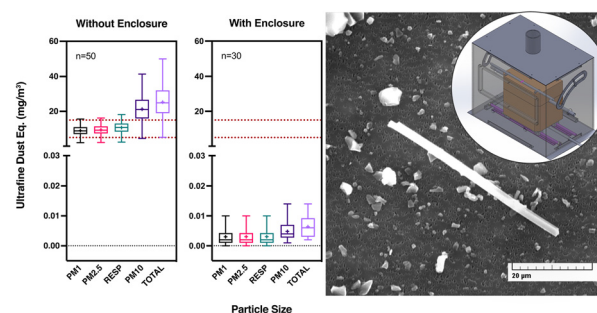 Without Enclosure
With Enclosure
Ultrafine Dust Eq. (mg/m³)
60
40
20
0.03
0.02
0.01
0.00
n=50
PM1
PM2.5
RESP
PM10
TOTAL
60
40
20
0.03
0.02
0.01
0.00
n=30
PM1
PM2.5
RESP
PM10
TOTAL
Particle Size
20 µm